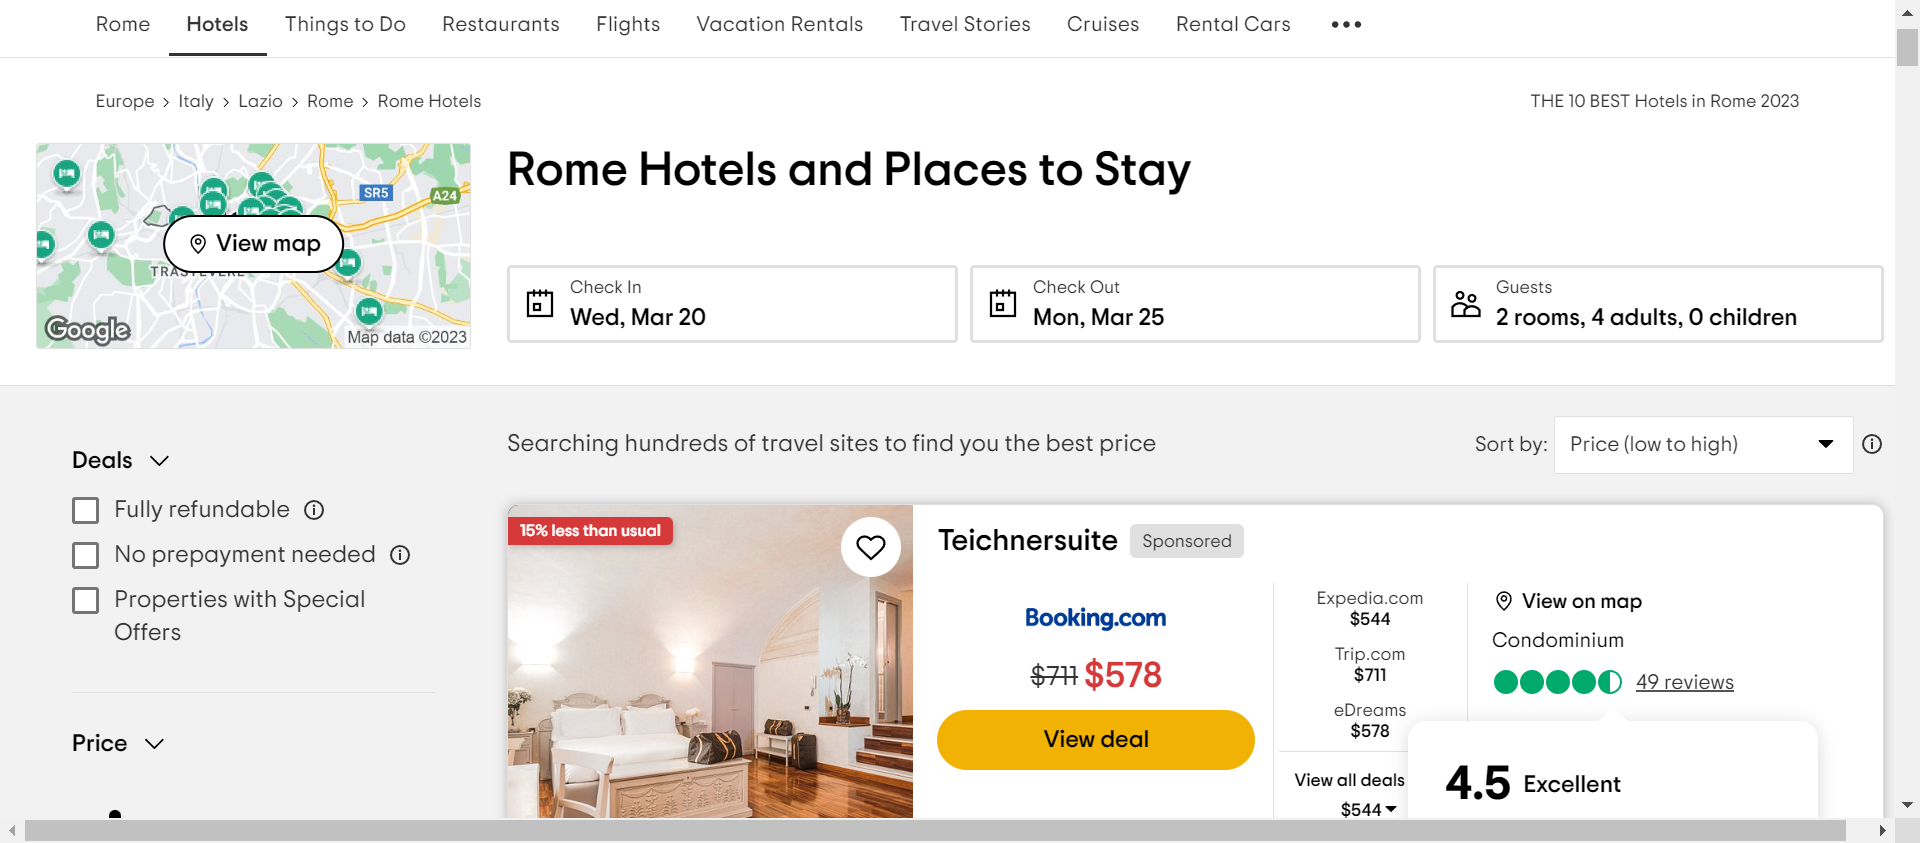 Rome
Hotels
Things to Do
Restaurants
Flights
Vacation Rentals
Travel Stories
Cruises
Rental Cars
Europe › Italy › Lazio › Rome › Rome Hotels
THE 10 BEST Hotels in Rome 2023
SR5
A24
View map
TRASTEVERE
Google
Map data ©2023
Rome Hotels and Places to Stay
Check In
Wed, Mar 20
Check Out
Mon, Mar 25
Guests
2 rooms, 4 adults, 0 children
Deals
Fully refundable
No prepayment needed
Properties with Special
Offers
Price
Searching hundreds of travel sites to find you the best price
Sort by:
Price (low to high)
15% less than usual
Teichnersuite
Sponsored
Booking.com
$711 $578
View deal
Expedia.com
$544
Trip.com
$711
eDreams
$578
View all deals
$544
View on map
Condominium
49 reviews
4.5 Excellent